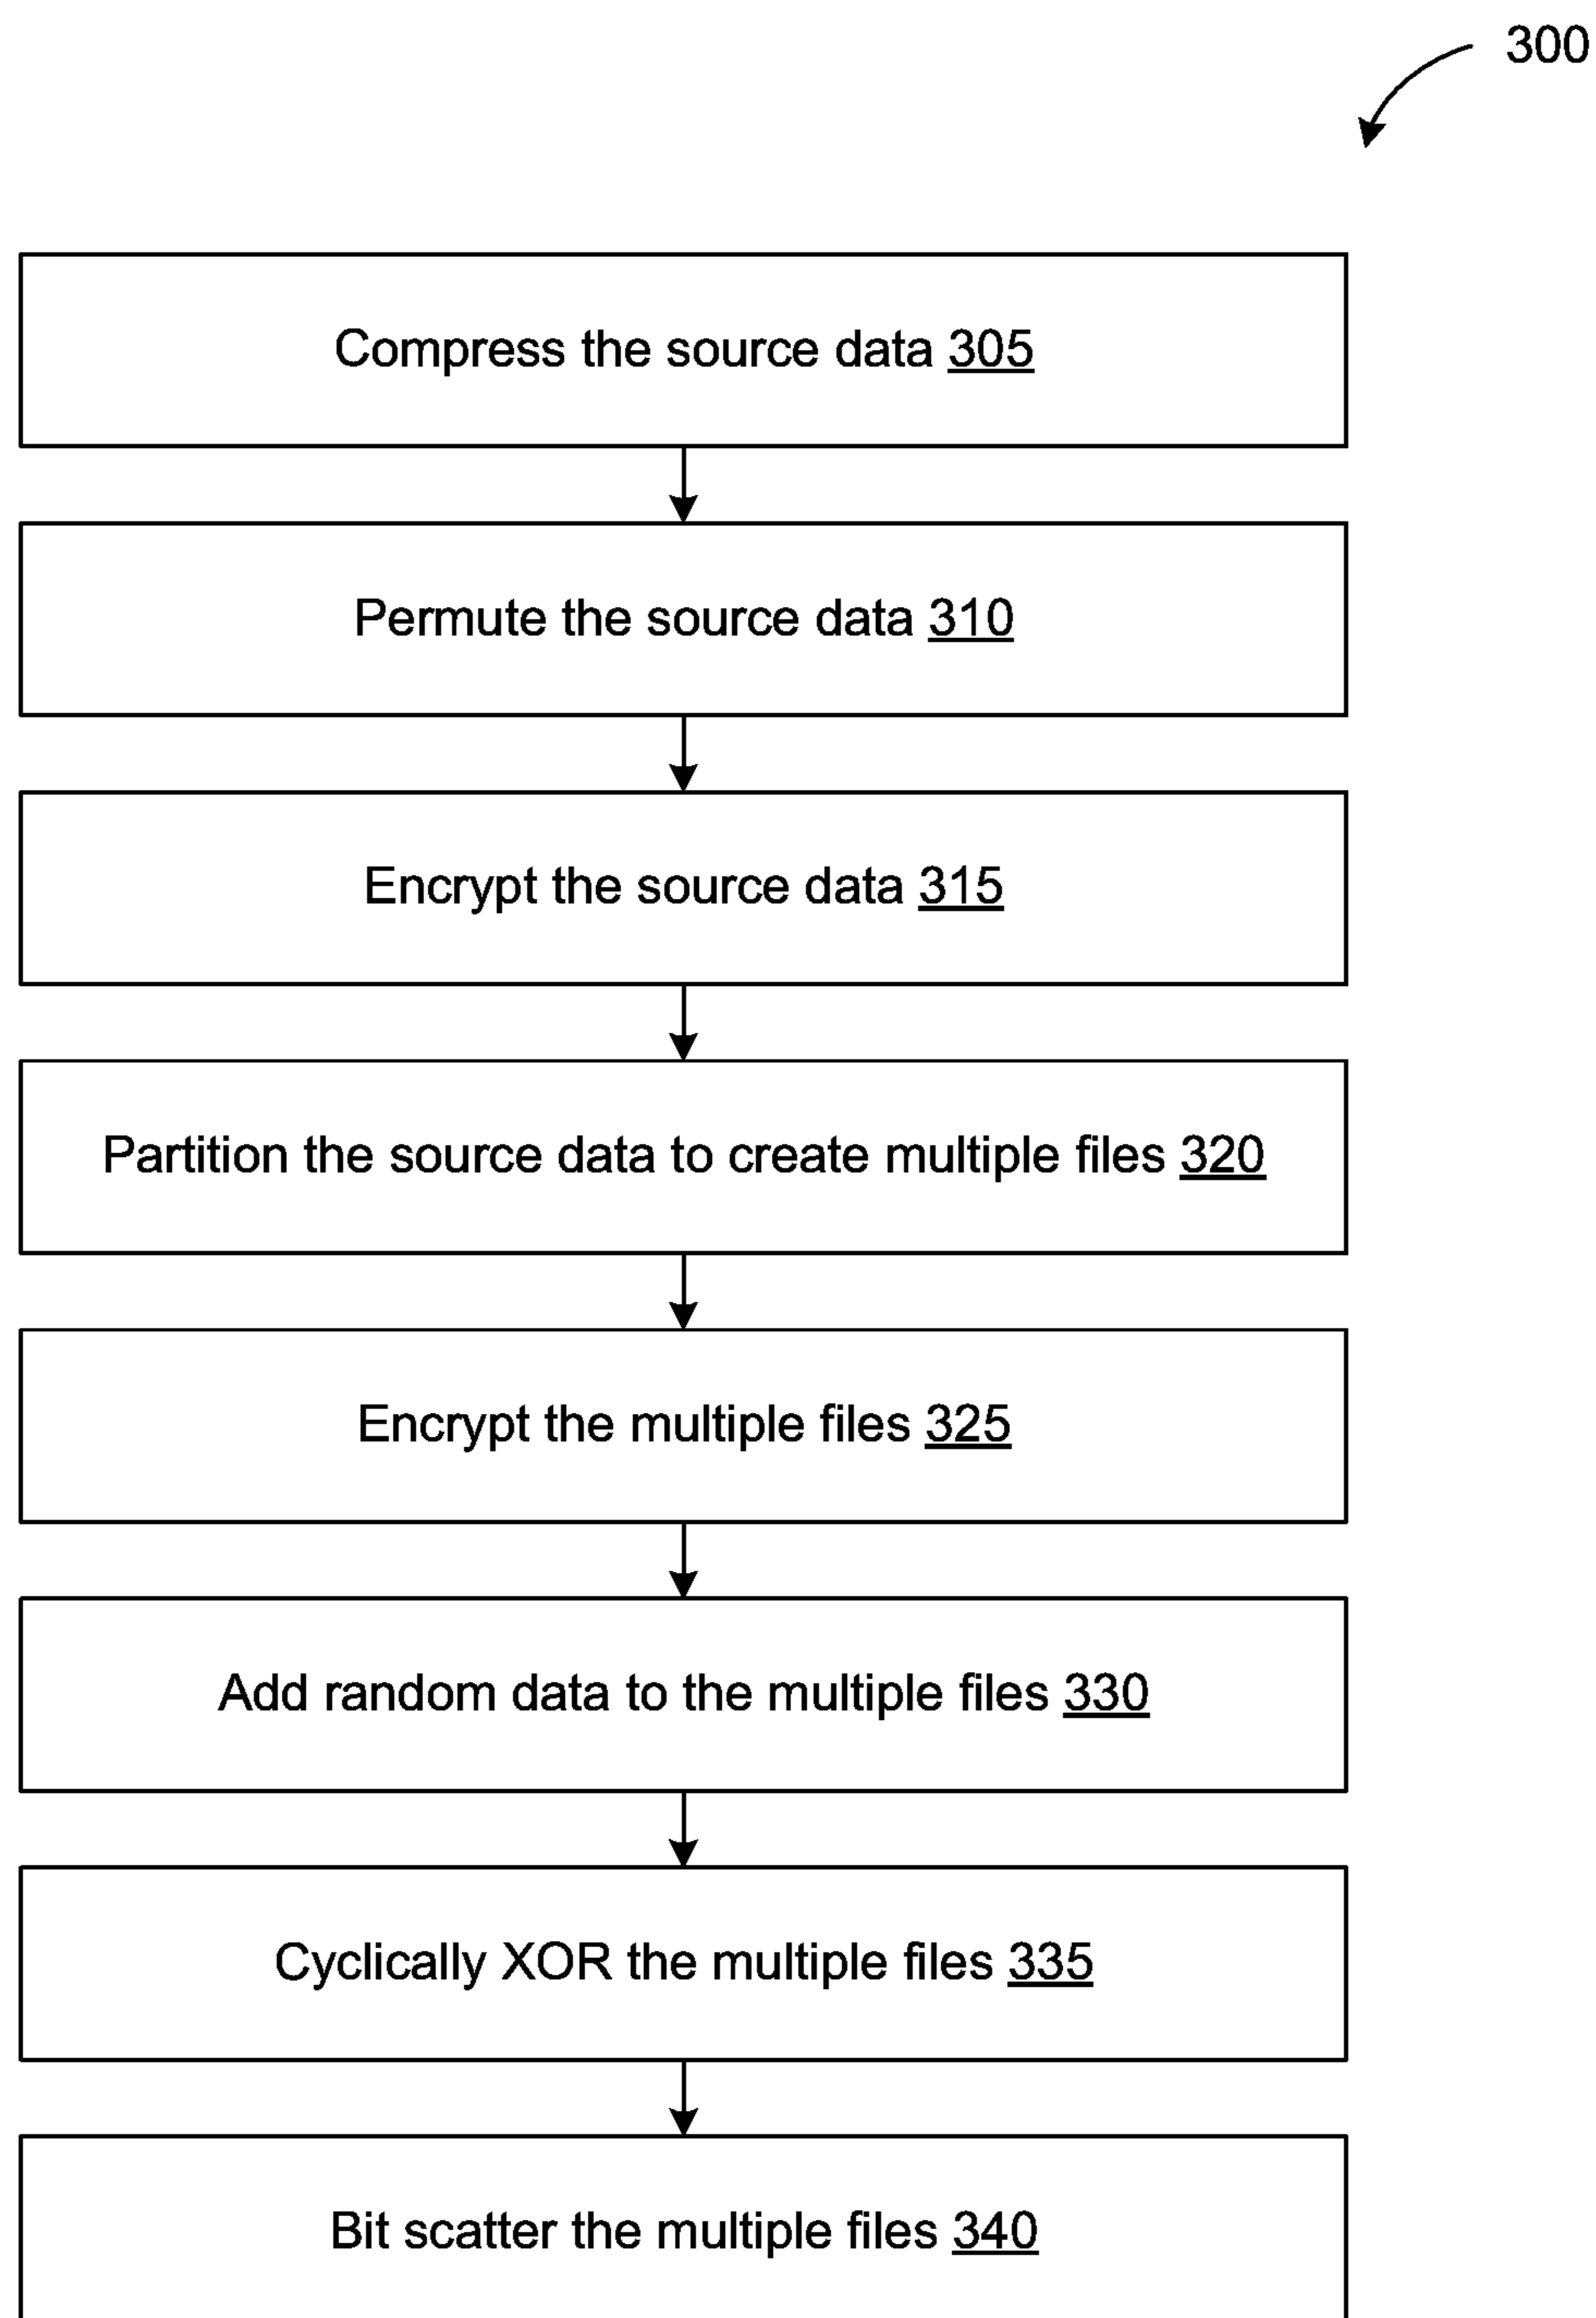 300
Compress the source data 305
Permute the source data 310
Encrypt the source data 315
Partition the source data to create multiple files 320
Encrypt the multiple files 325
Add random data to the multiple files 330
Cyclically XOR the multiple files 335
Bit scatter the multiple files 340